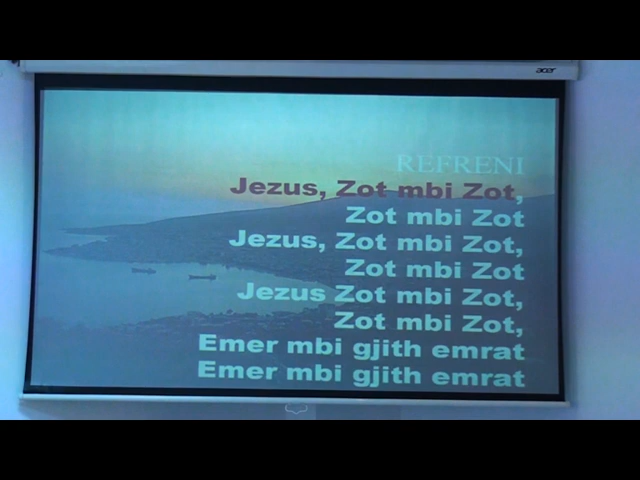 acer
REFRENI
Jezus, Zot mbi Zot,
Zot mbi Zot
Jezus, Zot mbi Zot,
Zot mbi Zot
Jezus Zot mbi Zot,
Zot mbi Zot,
Emer mbi gjith emrat
Emer mbi gjith emrat